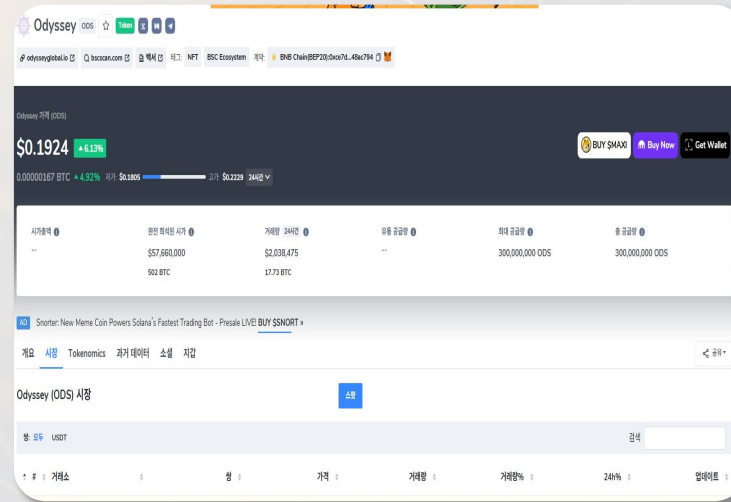 Odyssey ODS Token
odysseyglobal.io bscscan.com 백서 태그: NFT BSC Ecosystem 계약: BNB Chain(BEP20):0xce7d...48ac794
Odyssey 가격 (ODS)
$0.1924 6.13%
BUY $MAXI Buy Now Get Wallet
0.00000167 BTC 4.92% 저가: $0.1805 고가: $0.2229 24시간
시가총액 완전 희석된 시가 거래량 24시간 유통 공급량 최대 공급량 총 공급량
-- $57,660,000 $2,038,475 -- 300,000,000 ODS 300,000,000 ODS
502 BTC 17.73 BTC
AD Snorter: New Meme Coin Powers Solana's Fastest Trading Bot - Presale LIVE! BUY $SNORT »
개요 시장 Tokenomics 과거 데이터 소셜 지갑 공유
Odyssey (ODS) 시장 스팟
쌍: 모두 USDT 검색
# 거래소 쌍 가격 거래량 거래량% 24h% 업데이트